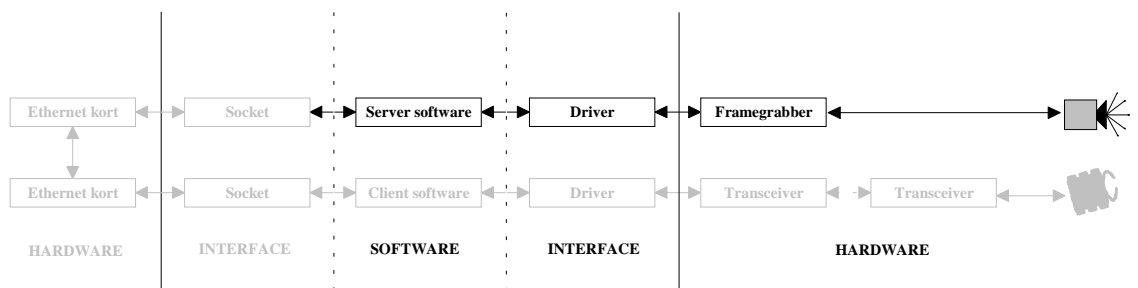 Ethernet kort Socket Server software Driver Framegrabber
Ethernet kort Socket Client software Driver Transceiver Transceiver
HARDWARE INTERFACE SOFTWARE INTERFACE HARDWARE